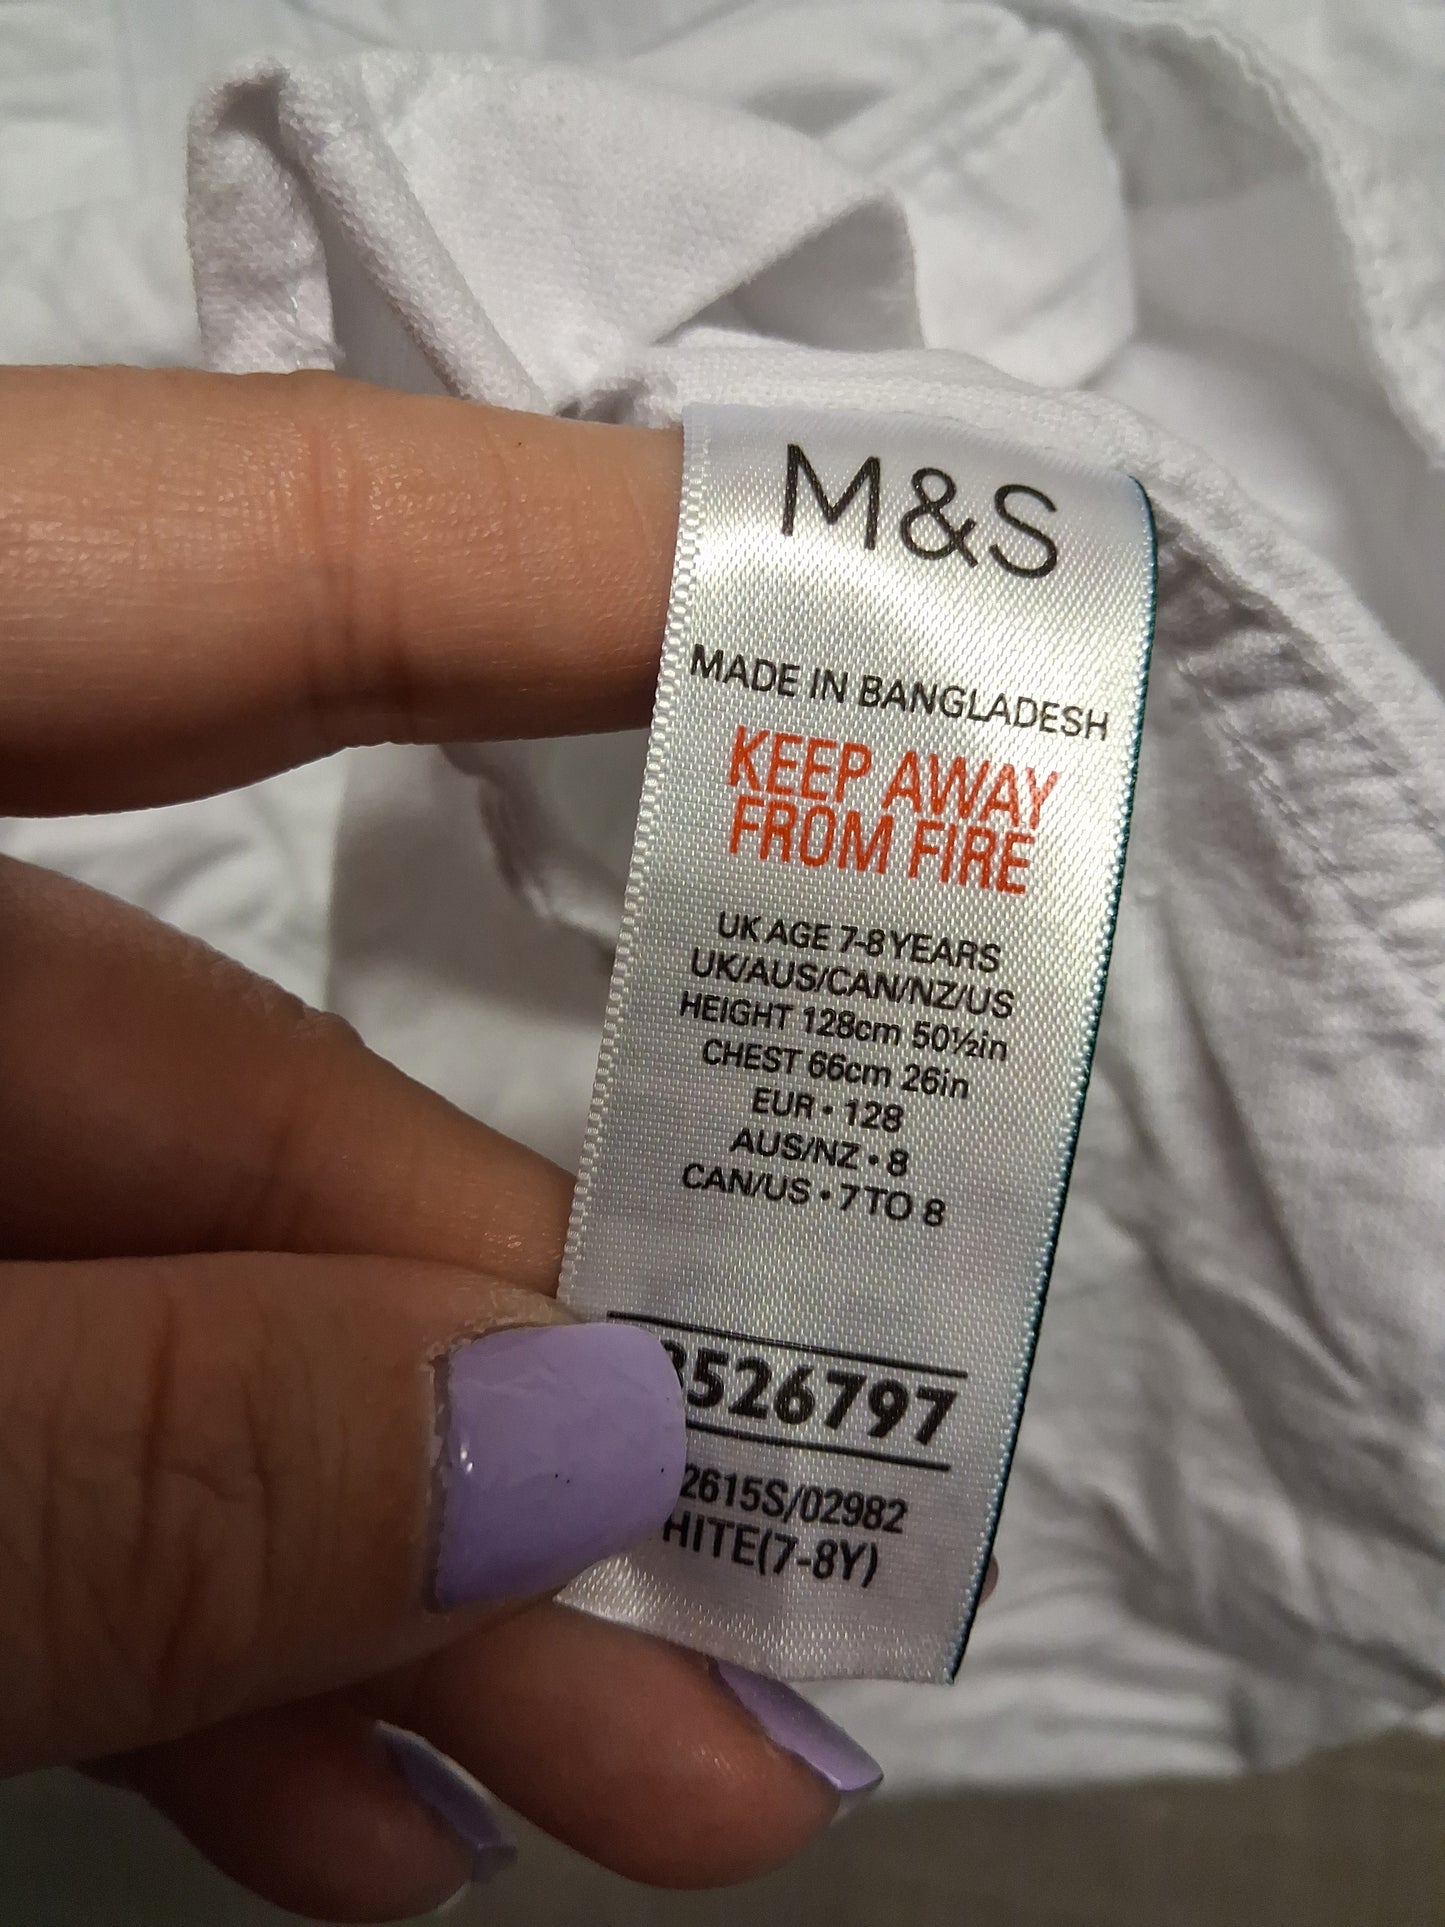 M&S
MADE IN BANGLADESH
KEEP AWAY
FROM FIRE
UK AGE 7-8 YEARS
UK/AUS/CAN/NZ/US
HEIGHT 128cm 50½in
CHEST 66cm 26in
EUR • 128
AUS/NZ • 8
CAN/US • 7 TO 8
526797
2615S/02982
HITE(7-8Y)